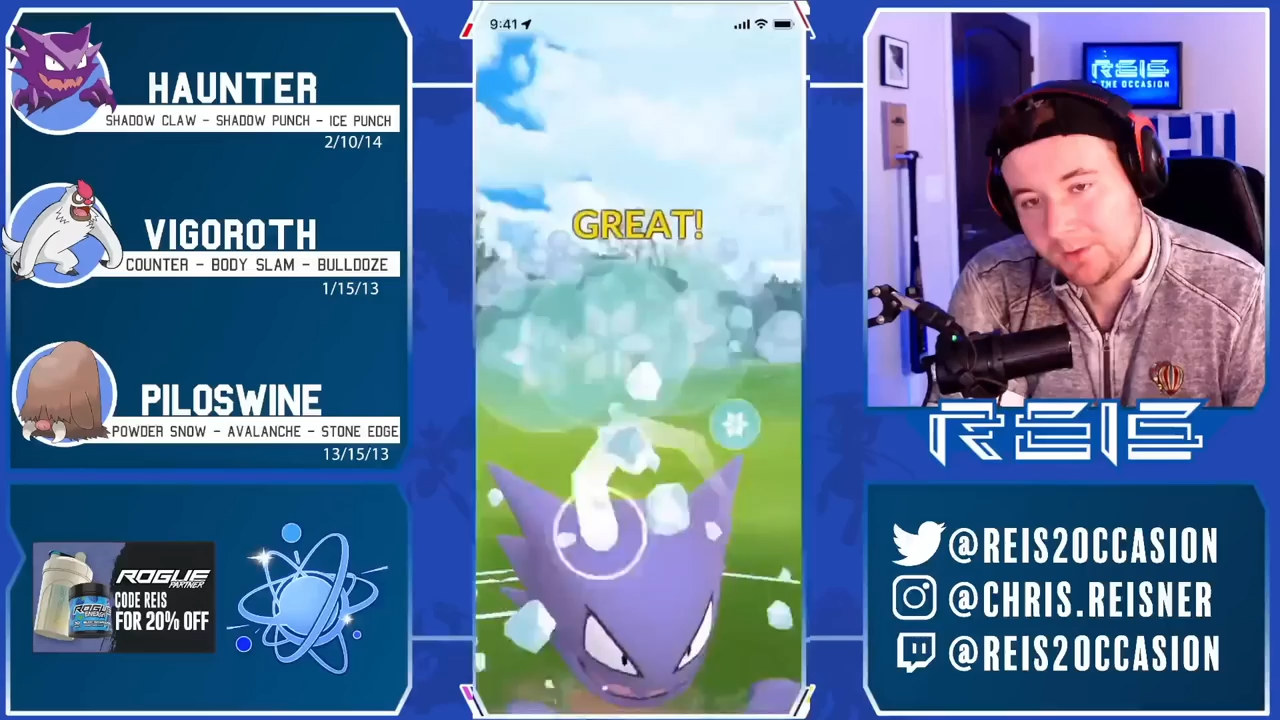 HAUNTER
SHADOW CLAW - SHADOW PUNCH - ICE PUNCH
2/10/14
VIGOROTH
COUNTER - BODY SLAM - BULLDOZE
1/15/13
PILOSWINE
POWDER SNOW - AVALANCHE - STONE EDGE
13/15/13
ROGUE
PARTNER
CODE REIS
FOR 20% OFF
ROGUE
ENERGY
9:41
GREAT!
REIS
THE OCCASION
REIS
@REIS2OCCASION
@CHRIS.REISNER
@REIS2OCCASION